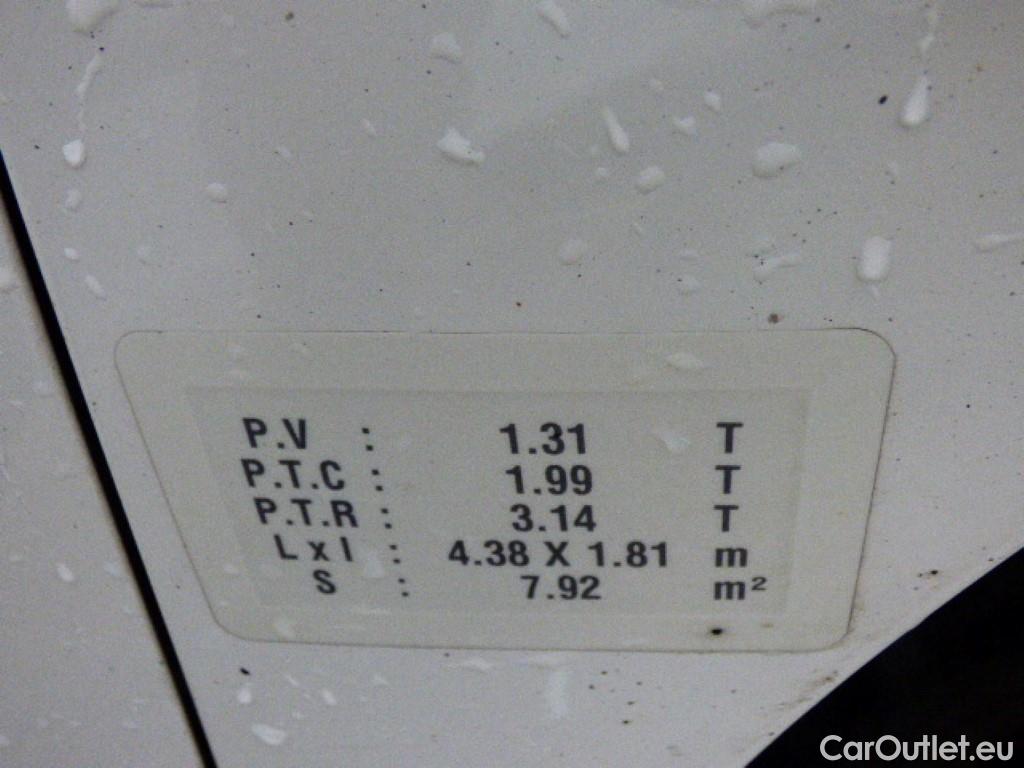 P.V : 1.31 T
P.T.C : 1.99 T
P.T.R : 3.14 T
L x l : 4.38 X 1.81 m
S : 7.92 m²
CarOutlet.eu